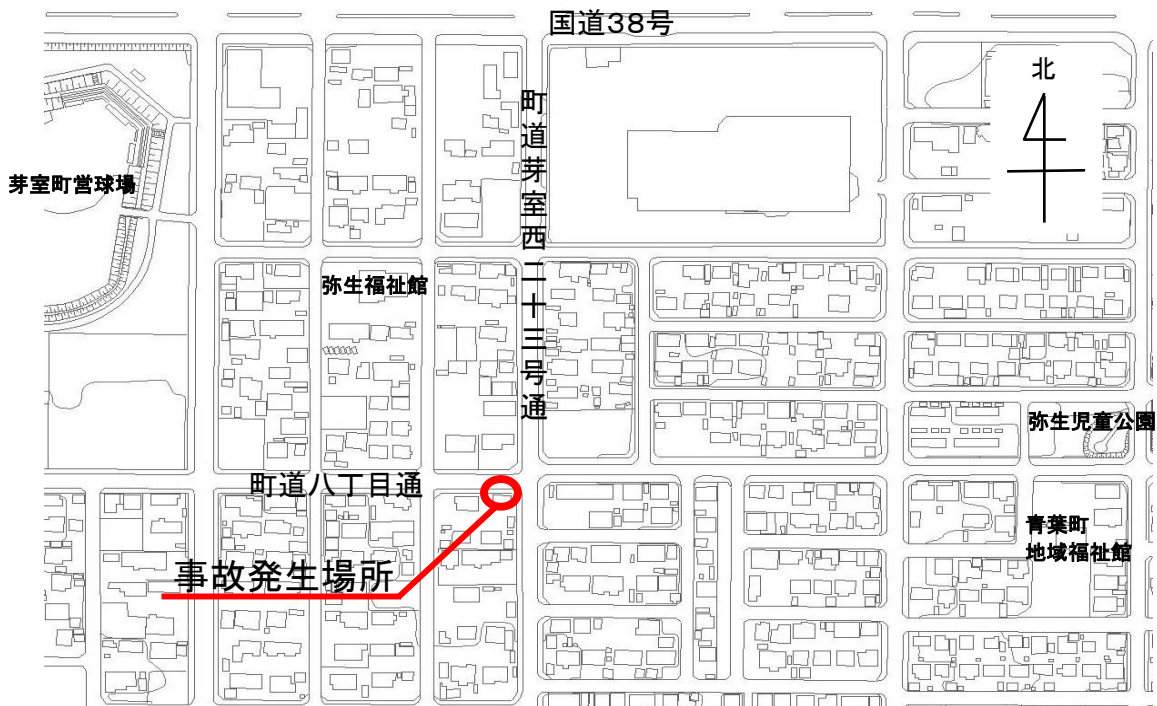 国道38号
北
町道芽室西二十三号通
芽室町営球場
弥生福祉館
弥生児童公園
町道八丁目通
青葉町
地域福祉館
事故発生場所